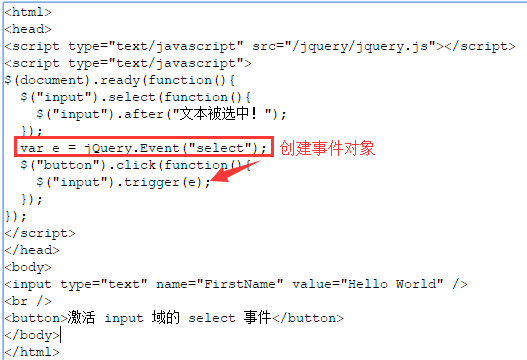 <html>
<head>
<script type="text/javascript" src="/jquery/jquery.js"></script>
<script type="text/javascript">
$(document).ready(function(){
  $("input").select(function(){
    $("input").after("文本被选中！");
  });
  var e = jQuery.Event("select"); 创建事件对象
  $("button").click(function(){
    $("input").trigger(e);
  });
});
</script>
</head>
<body>
<input type="text" name="FirstName" value="Hello World" />
<br />
<button>激活 input 域的 select 事件</button>
</body>
</html>